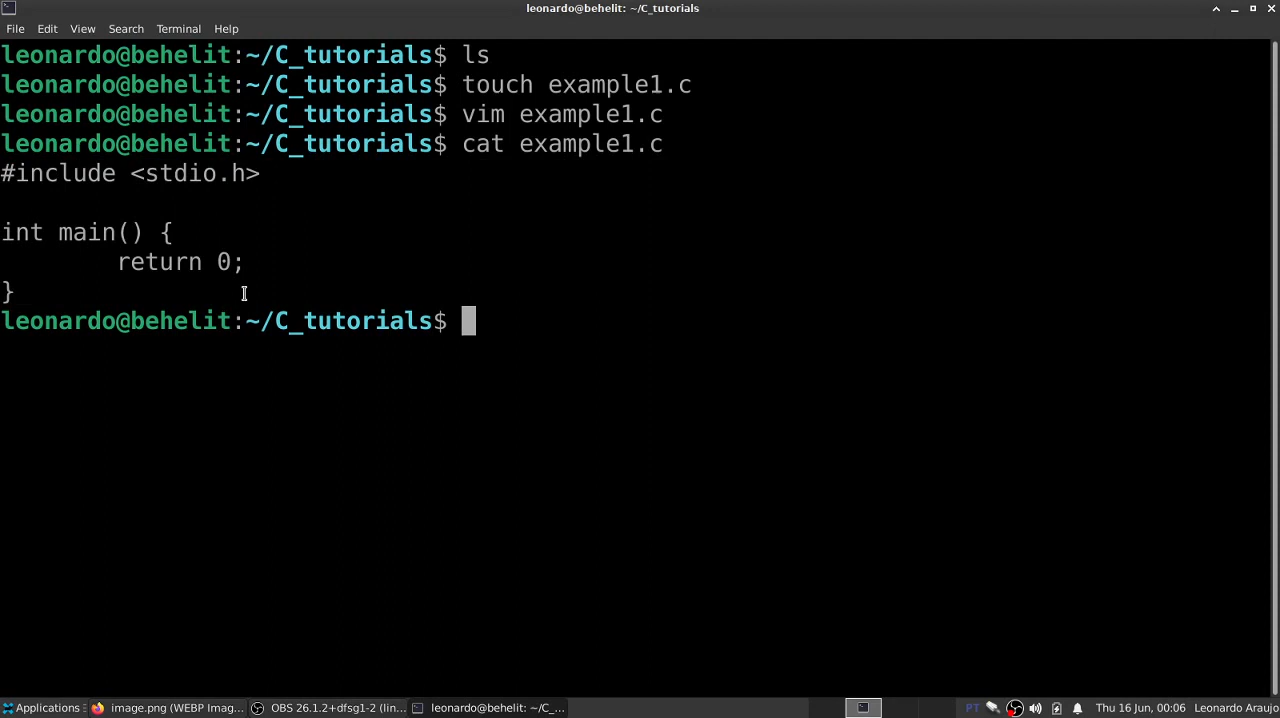 leonardo@behelit: ~/C_tutorials
File Edit View Search Terminal Help
leonardo@behelit:~/C_tutorials$ ls
leonardo@behelit:~/C_tutorials$ touch example1.c
leonardo@behelit:~/C_tutorials$ vim example1.c
leonardo@behelit:~/C_tutorials$ cat example1.c
#include <stdio.h>
int main() {
        return 0;
}
leonardo@behelit:~/C_tutorials$
Applications image.png (WEBP Imag... OBS 26.1.2+dfsg1-2 (lin... leonardo@behelit: ~/C_... PT Thu 16 Jun, 00:06 Leonardo Araujo